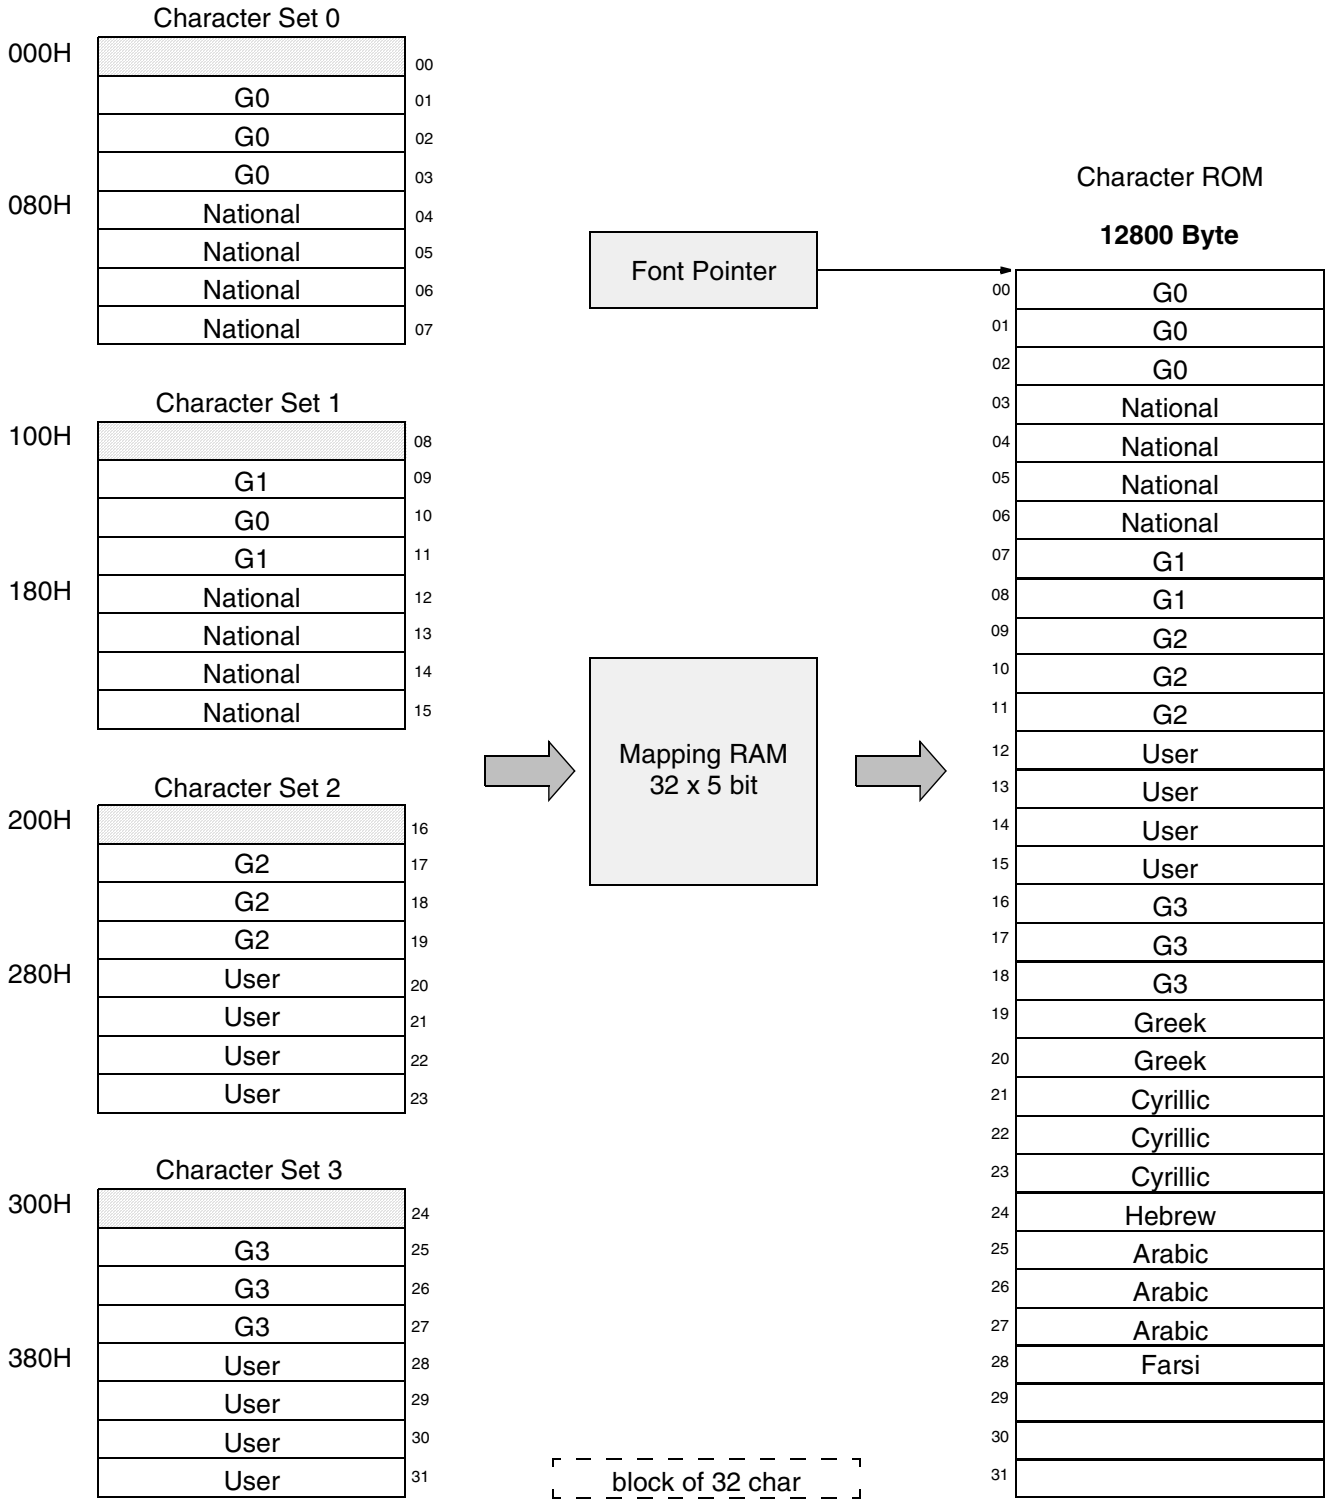 Character Set 0
000H
00
G0
01
G0
02
G0
03
080H
National
04
National
05
National
06
National
07
Character Set 1
100H
08
G1
09
G0
10
G1
11
180H
National
12
National
13
National
14
National
15
Character Set 2
200H
16
G2
17
G2
18
G2
19
280H
User
20
User
21
User
22
User
23
Character Set 3
300H
24
G3
25
G3
26
G3
27
380H
User
28
User
29
User
30
User
31
Font Pointer
Mapping RAM
32 x 5 bit
block of 32 char
Character ROM
12800 Byte
00
G0
01
G0
02
G0
03
National
04
National
05
National
06
National
07
G1
08
G1
09
G2
10
G2
11
G2
12
User
13
User
14
User
15
User
16
G3
17
G3
18
G3
19
Greek
20
Greek
21
Cyrillic
22
Cyrillic
23
Cyrillic
24
Hebrew
25
Arabic
26
Arabic
27
Arabic
28
Farsi
29
30
31